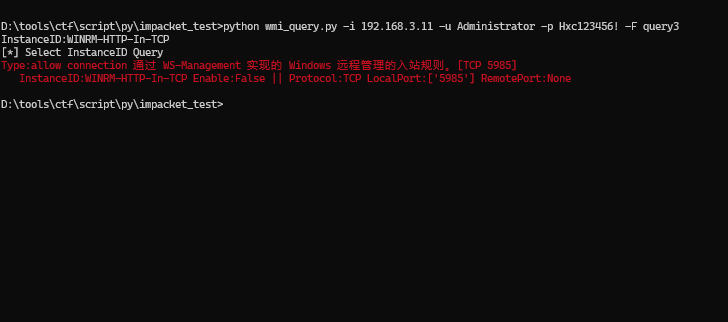 D:\tools\ctf\script\py\impacket_test>python wmi_query.py -i 192.168.3.11 -u Administrator -p Hxc123456! -F query3
InstanceID:WINRM-HTTP-In-TCP
[*] Select InstanceID Query
Type:allow connection 通过 WS-Management 实现的 Windows 远程管理的入站规则。[TCP 5985]
InstanceID:WINRM-HTTP-In-TCP Enable:False || Protocol:TCP LocalPort:['5985'] RemotePort:None
D:\tools\ctf\script\py\impacket_test>